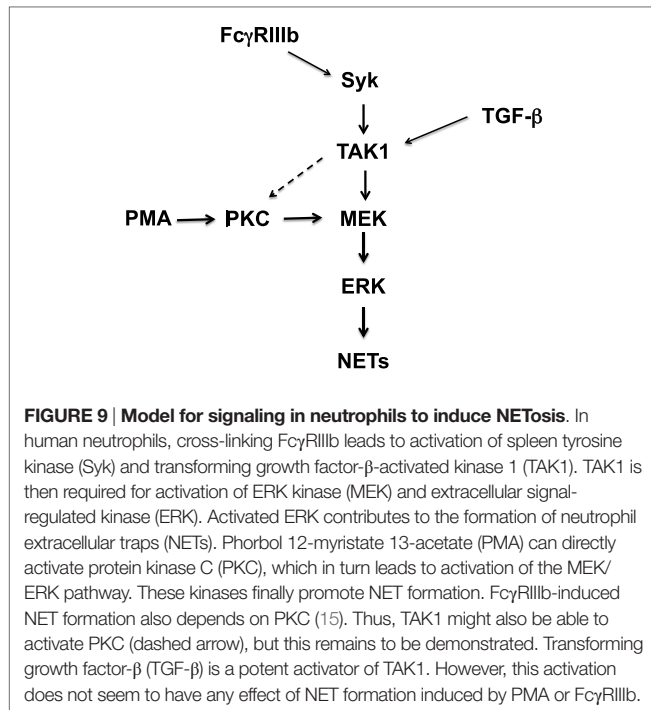 FcγRIIIb
Syk
TGF-β
TAK1
PMA PKC MEK
ERK
NETs
FIGURE 9 | Model for signaling in neutrophils to induce NETosis. In
human neutrophils, cross-linking FcγRIIIb leads to activation of spleen tyrosine
kinase (Syk) and transforming growth factor-β-activated kinase 1 (TAK1). TAK1 is
then required for activation of ERK kinase (MEK) and extracellular signal-
regulated kinase (ERK). Activated ERK contributes to the formation of neutrophil
extracellular traps (NETs). Phorbol 12-myristate 13-acetate (PMA) can directly
activate protein kinase C (PKC), which in turn leads to activation of the MEK/
ERK pathway. These kinases finally promote NET formation. FcγRIIIb-induced
NET formation also depends on PKC (15). Thus, TAK1 might also be able to
activate PKC (dashed arrow), but this remains to be demonstrated. Transforming
growth factor-β (TGF-β) is a potent activator of TAK1. However, this activation
does not seem to have any effect of NET formation induced by PMA or FcγRIIIb.